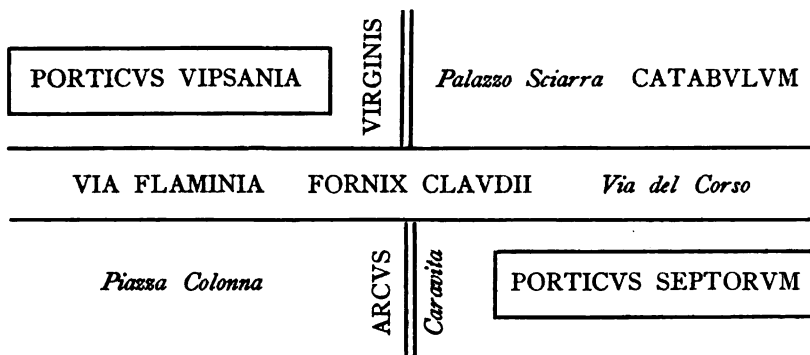 PORTICVS VIPSANIA
VIRGINIS
Palazzo Sciarra CATABVLVM
VIA FLAMINIA FORNIX CLAVDII Via del Corso
Piazza Colonna
ARCVS
Caravita
PORTICVS SEPTORVM